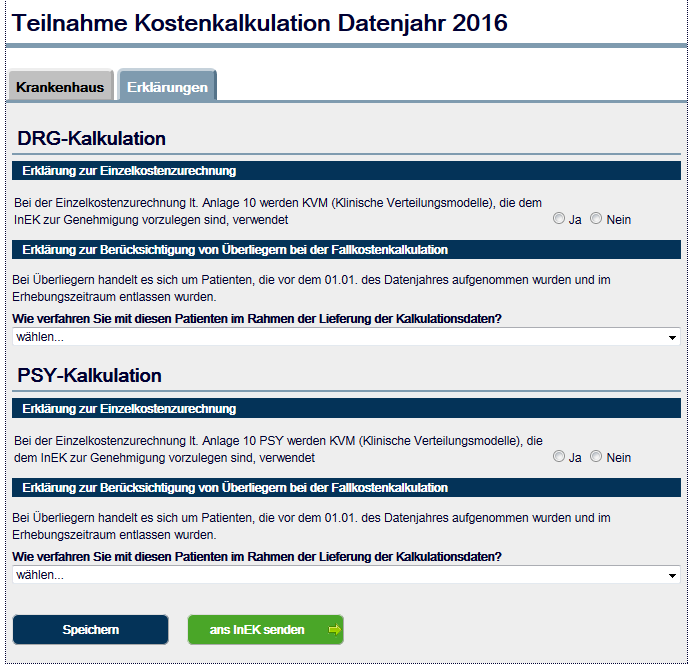 Teilnahme Kostenkalkulation Datenjahr 2016
Krankenhaus Erklärungen
DRG-Kalkulation
Erklärung zur Einzelkostenzurechnung
Bei der Einzelkostenzurechnung lt. Anlage 10 werden KVM (Klinische Verteilungsmodelle), die dem
InEK zur Genehmigung vorzulegen sind, verwendet Ja Nein
Erklärung zur Berücksichtigung von Überliegern bei der Fallkostenkalkulation
Bei Überliegern handelt es sich um Patienten, die vor dem 01.01. des Datenjahres aufgenommen wurden und im
Erhebungszeitraum entlassen wurden.
Wie verfahren Sie mit diesen Patienten im Rahmen der Lieferung der Kalkulationsdaten?
wählen...
PSY-Kalkulation
Erklärung zur Einzelkostenzurechnung
Bei der Einzelkostenzurechnung lt. Anlage 10 PSY werden KVM (Klinische Verteilungsmodelle), die
dem InEK zur Genehmigung vorzulegen sind, verwendet Ja Nein
Erklärung zur Berücksichtigung von Überliegern bei der Fallkostenkalkulation
Bei Überliegern handelt es sich um Patienten, die vor dem 01.01. des Datenjahres aufgenommen wurden und im
Erhebungszeitraum entlassen wurden.
Wie verfahren Sie mit diesen Patienten im Rahmen der Lieferung der Kalkulationsdaten?
wählen...
Speichern ans InEK senden